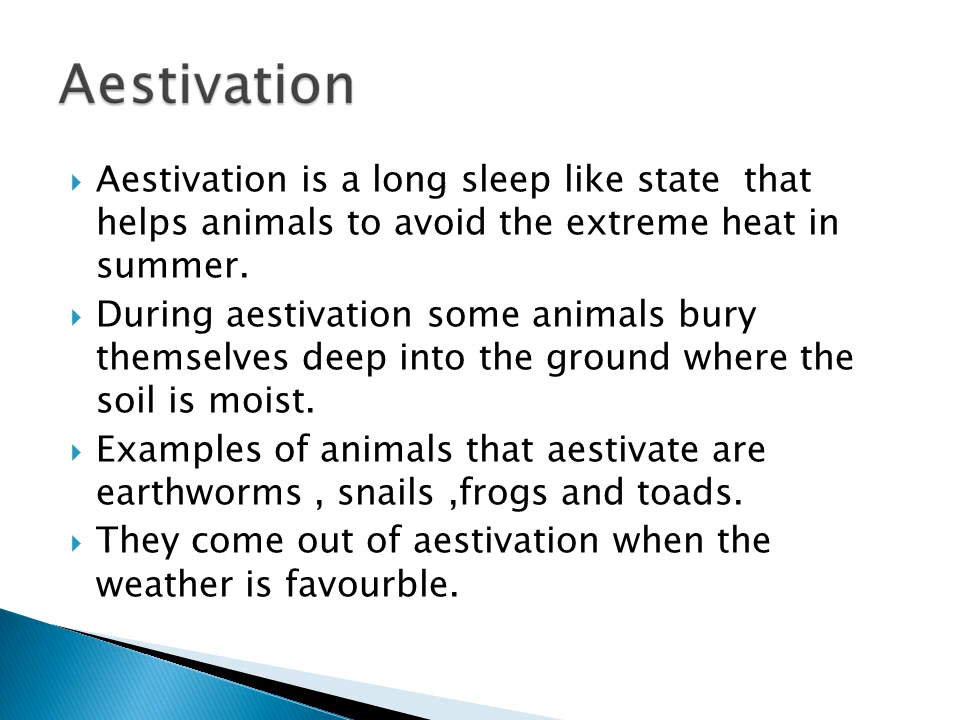 Aestivation
Aestivation is a long sleep like state  that
helps animals to avoid the extreme heat in
summer.
During aestivation some animals bury
themselves deep into the ground where the
soil is moist.
Examples of animals that aestivate are
earthworms , snails ,frogs and toads.
They come out of aestivation when the
weather is favourble.